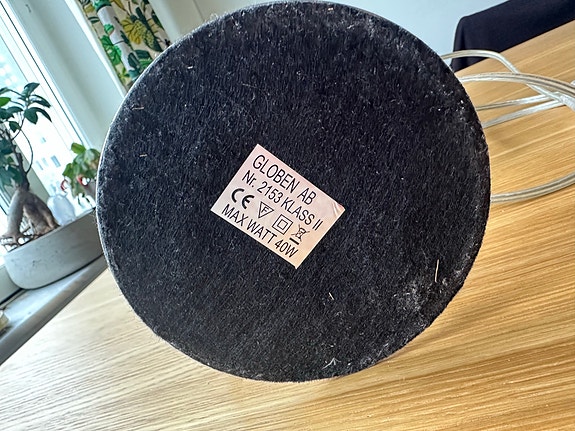 GLOBEN AB
Nr. 2153 KLASS II
CE
MAX WATT 40W